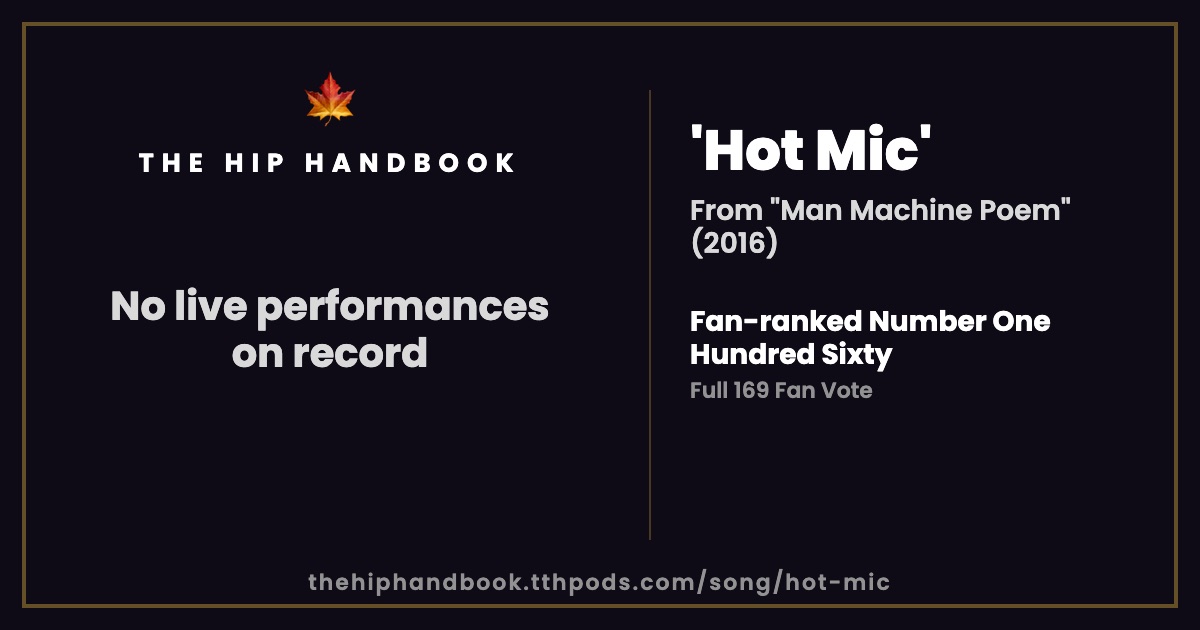 THE HIP HANDBOOK
No live performances
on record
'Hot Mic'
From "Man Machine Poem"
(2016)
Fan-ranked Number One
Hundred Sixty
Full 169 Fan Vote
thehiphandbook.tthpods.com/song/hot-mic